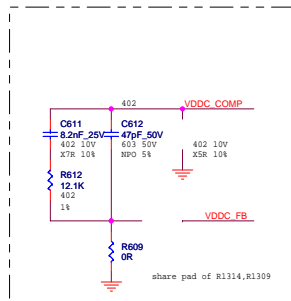 402
VDDC_COMP
C611
8.2nF_25V
402 10V
X7R 10%
C612
47pF_50V
603 50V
NPO 5%
402 10V
X5R 10%
R612
12.1K
402
1%
VDDC_FB
R609
0R
share pad of R1314,R1309